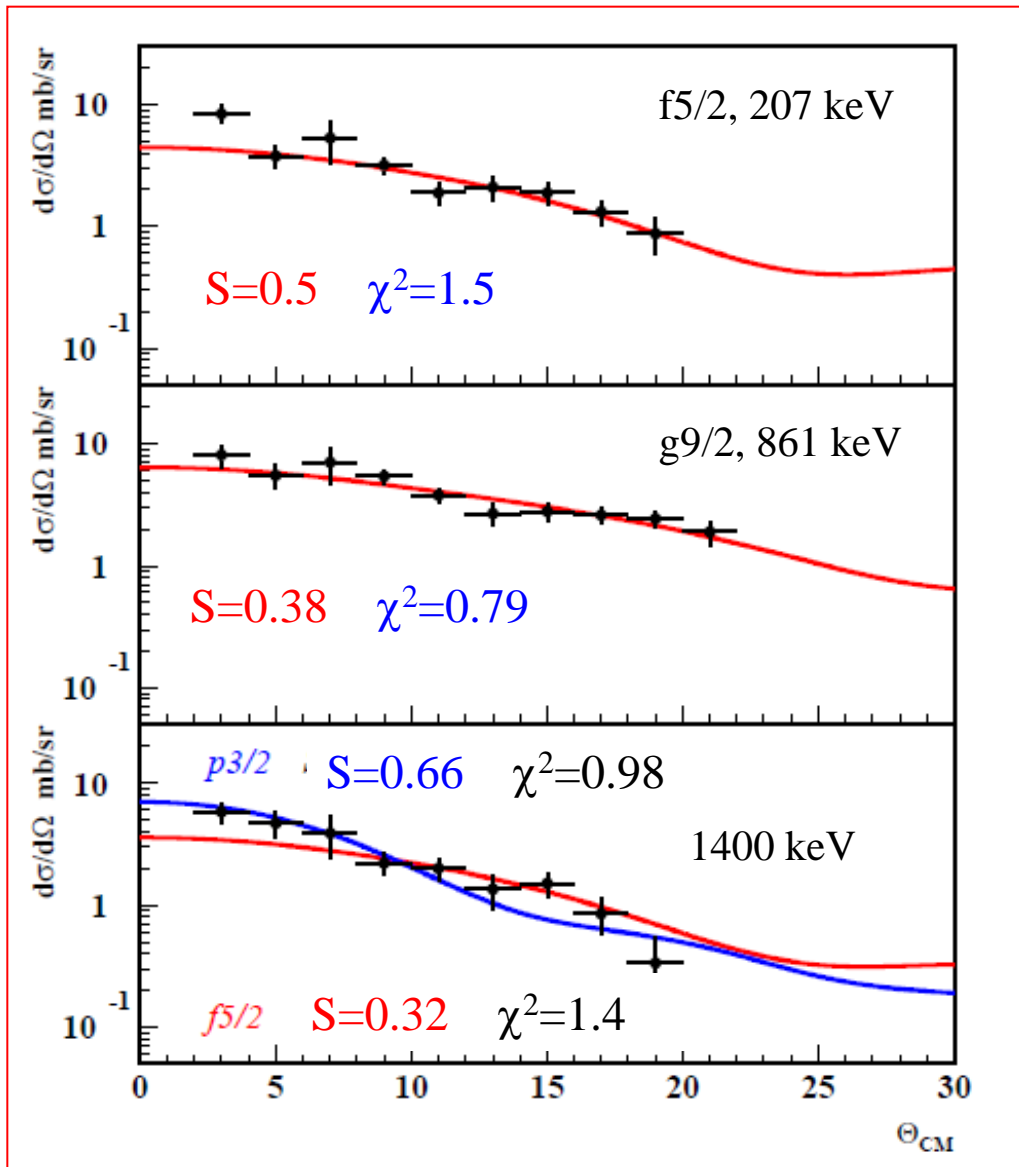 dσ/dΩ mb/sr
10
1
10 -1
f5/2, 207 keV
S=0.5 χ²=1.5
dσ/dΩ mb/sr
10
1
10 -1
g9/2, 861 keV
S=0.38 χ²=0.79
dσ/dΩ mb/sr
10
1
10 -1
p3/2 S=0.66 χ²=0.98
1400 keV
f5/2 S=0.32 χ²=1.4
0 5 10 15 20 25 30
Θ CM